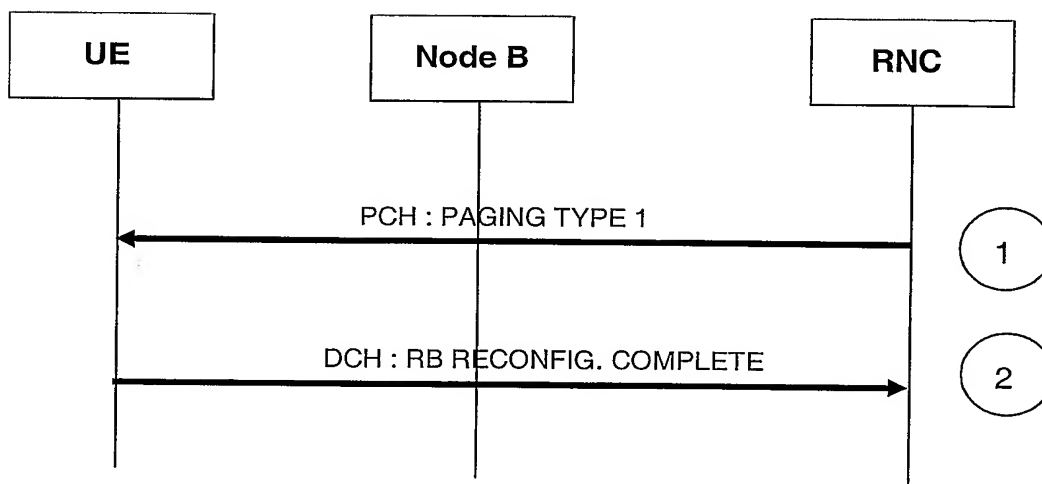 UE
Node B
RNC
PCH : PAGING TYPE 1
1
DCH : RB RECONFIG. COMPLETE
2